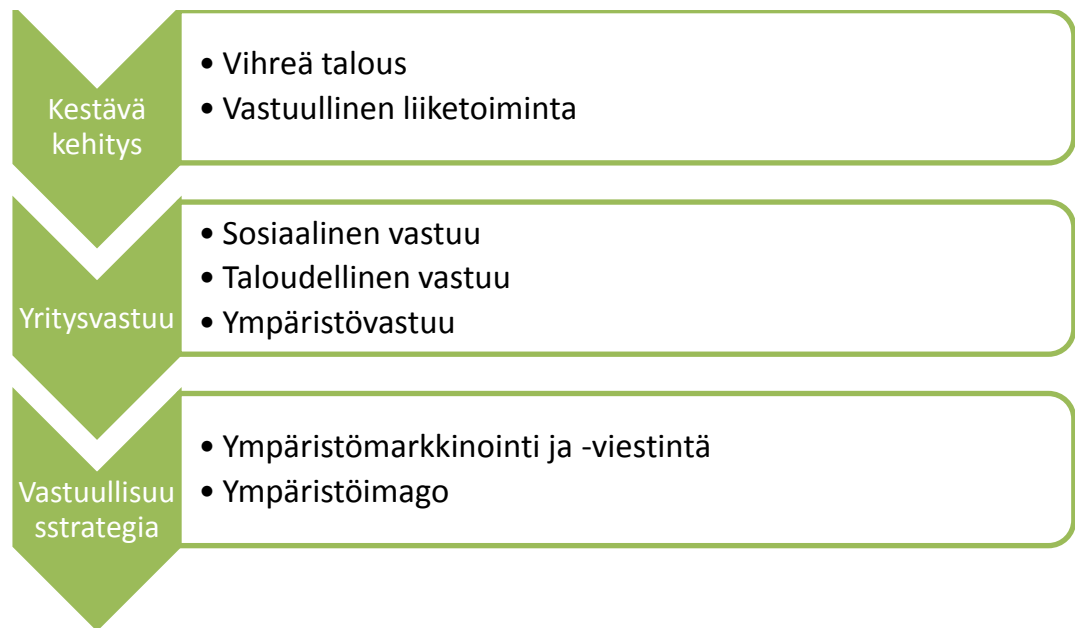 Kestävä
kehitys
• Vihreä talous
• Vastuullinen liiketoiminta
Yritysvastuu
• Sosiaalinen vastuu
• Taloudellinen vastuu
• Ympäristövastuu
Vastuullisuu
sstrategia
• Ympäristömarkkinointi ja -viestintä
• Ympäristöimago